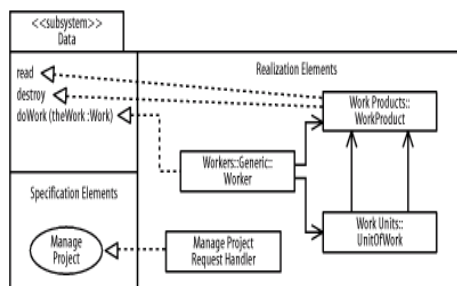 <<subsystem>>
Data
read
destroy
doWork (theWork :Work)
Realization Elements
Work Products::
WorkProduct
Workers::Generic::
Worker
Specification Elements
Manage
Project
Manage Project
Request Handler
Work Units::
UnitOfWork